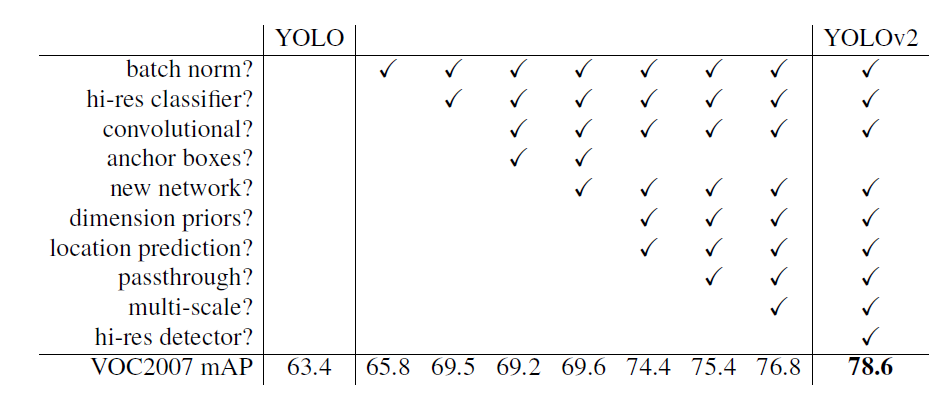 YOLO YOLOv2
batch norm? ✓ ✓ ✓ ✓ ✓ ✓ ✓ ✓
hi-res classifier? ✓ ✓ ✓ ✓ ✓ ✓ ✓
convolutional? ✓ ✓ ✓ ✓ ✓ ✓
anchor boxes? ✓ ✓
new network? ✓ ✓ ✓ ✓ ✓
dimension priors? ✓ ✓ ✓ ✓
location prediction? ✓ ✓ ✓ ✓
passthrough? ✓ ✓ ✓
multi-scale? ✓ ✓
hi-res detector? ✓
VOC2007 mAP 63.4 65.8 69.5 69.2 69.6 74.4 75.4 76.8 78.6